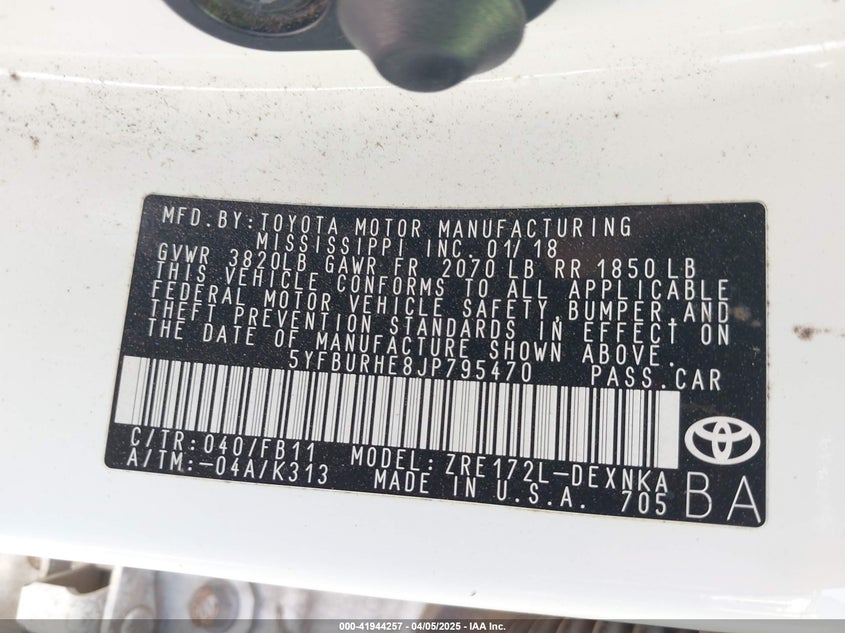 MFD. BY: TOYOTA MOTOR MANUFACTURING
MISSISSIPPI INC. 01/18
GVWR 3820LB GAWR FR 2070 LB RR 1850 LB
THIS VEHICLE CONFORMS TO ALL APPLICABLE
FEDERAL MOTOR VEHICLE SAFETY, BUMPER, AND
THEFT PREVENTION STANDARDS IN EFFECT ON
THE DATE OF MANUFACTURE SHOWN ABOVE.
5YFBURHE8JP795470 PASS. CAR
C/TR: 040/FB11 MODEL: ZRE172L-DEXNKA
A/TM: -04A/K313 MADE IN U.S.A. 705 BA
000-41944257 - 04/05/2025 - IAA Inc.